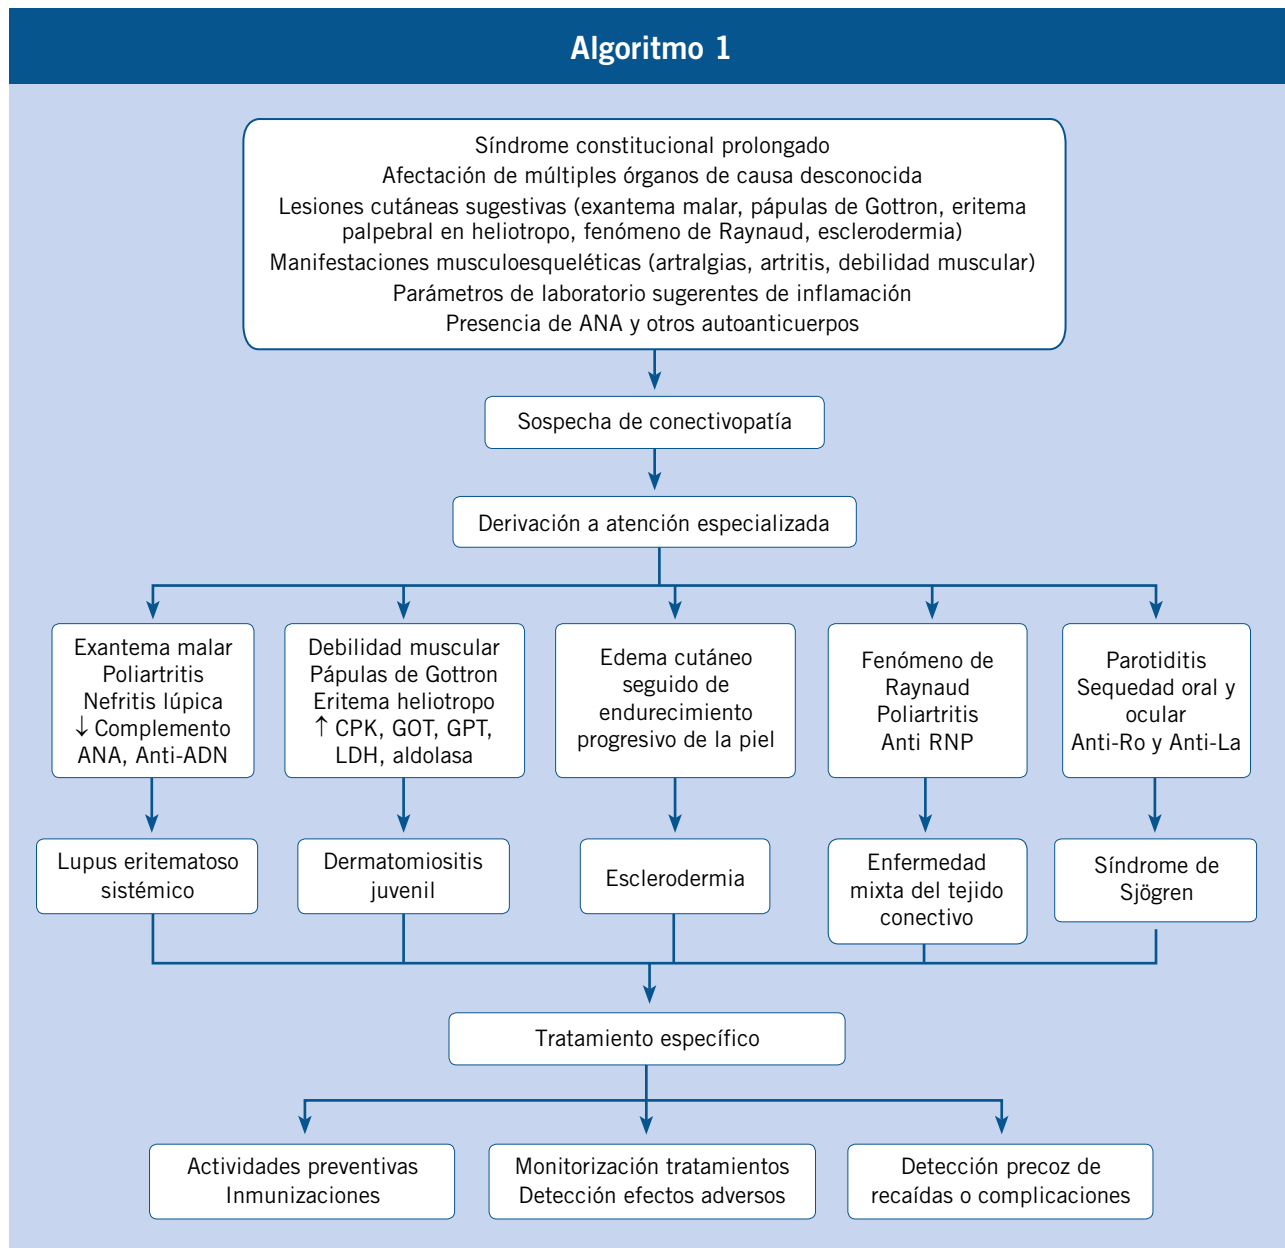 Algoritmo 1
Síndrome constitucional prolongado
Afectación de múltiples órganos de causa desconocida
Lesiones cutáneas sugestivas (exantema malar, pápulas de Gottron, eritema
palpebral en heliotropo, fenómeno de Raynaud, esclerodermia)
Manifestaciones musculoesqueléticas (artralgias, artritis, debilidad muscular)
Parámetros de laboratorio sugerentes de inflamación
Presencia de ANA y otros autoanticuerpos
Sospecha de conectivopatía
Derivación a atención especializada
Exantema malar
Poliartritis
Nefritis lúpica
↓ Complemento
ANA, Anti-ADN
Debilidad muscular
Pápulas de Gottron
Eritema heliotropo
↑ CPK, GOT, GPT,
LDH, aldolasa
Edema cutáneo
seguido de
endurecimiento
progresivo de la piel
Fenómeno de
Raynaud
Poliartritis
Anti RNP
Parotiditis
Sequedad oral y
ocular
Anti-Ro y Anti-La
Lupus eritematoso
sistémico
Dermatomiositis
juvenil
Esclerodermia
Enfermedad
mixta del tejido
conectivo
Síndrome de
Sjögren
Tratamiento específico
Actividades preventivas
Inmunizaciones
Monitorización tratamientos
Detección efectos adversos
Detección precoz de
recaídas o complicaciones